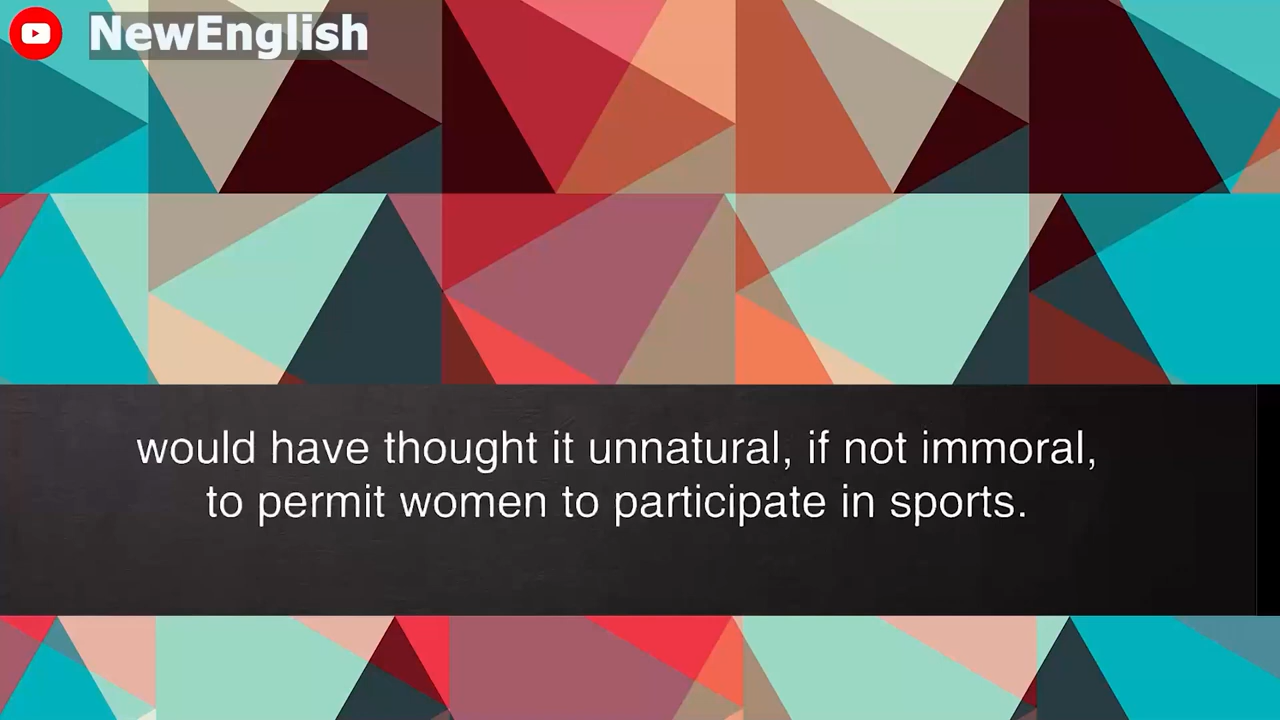 NewEnglish
would have thought it unnatural, if not immoral,
to permit women to participate in sports.